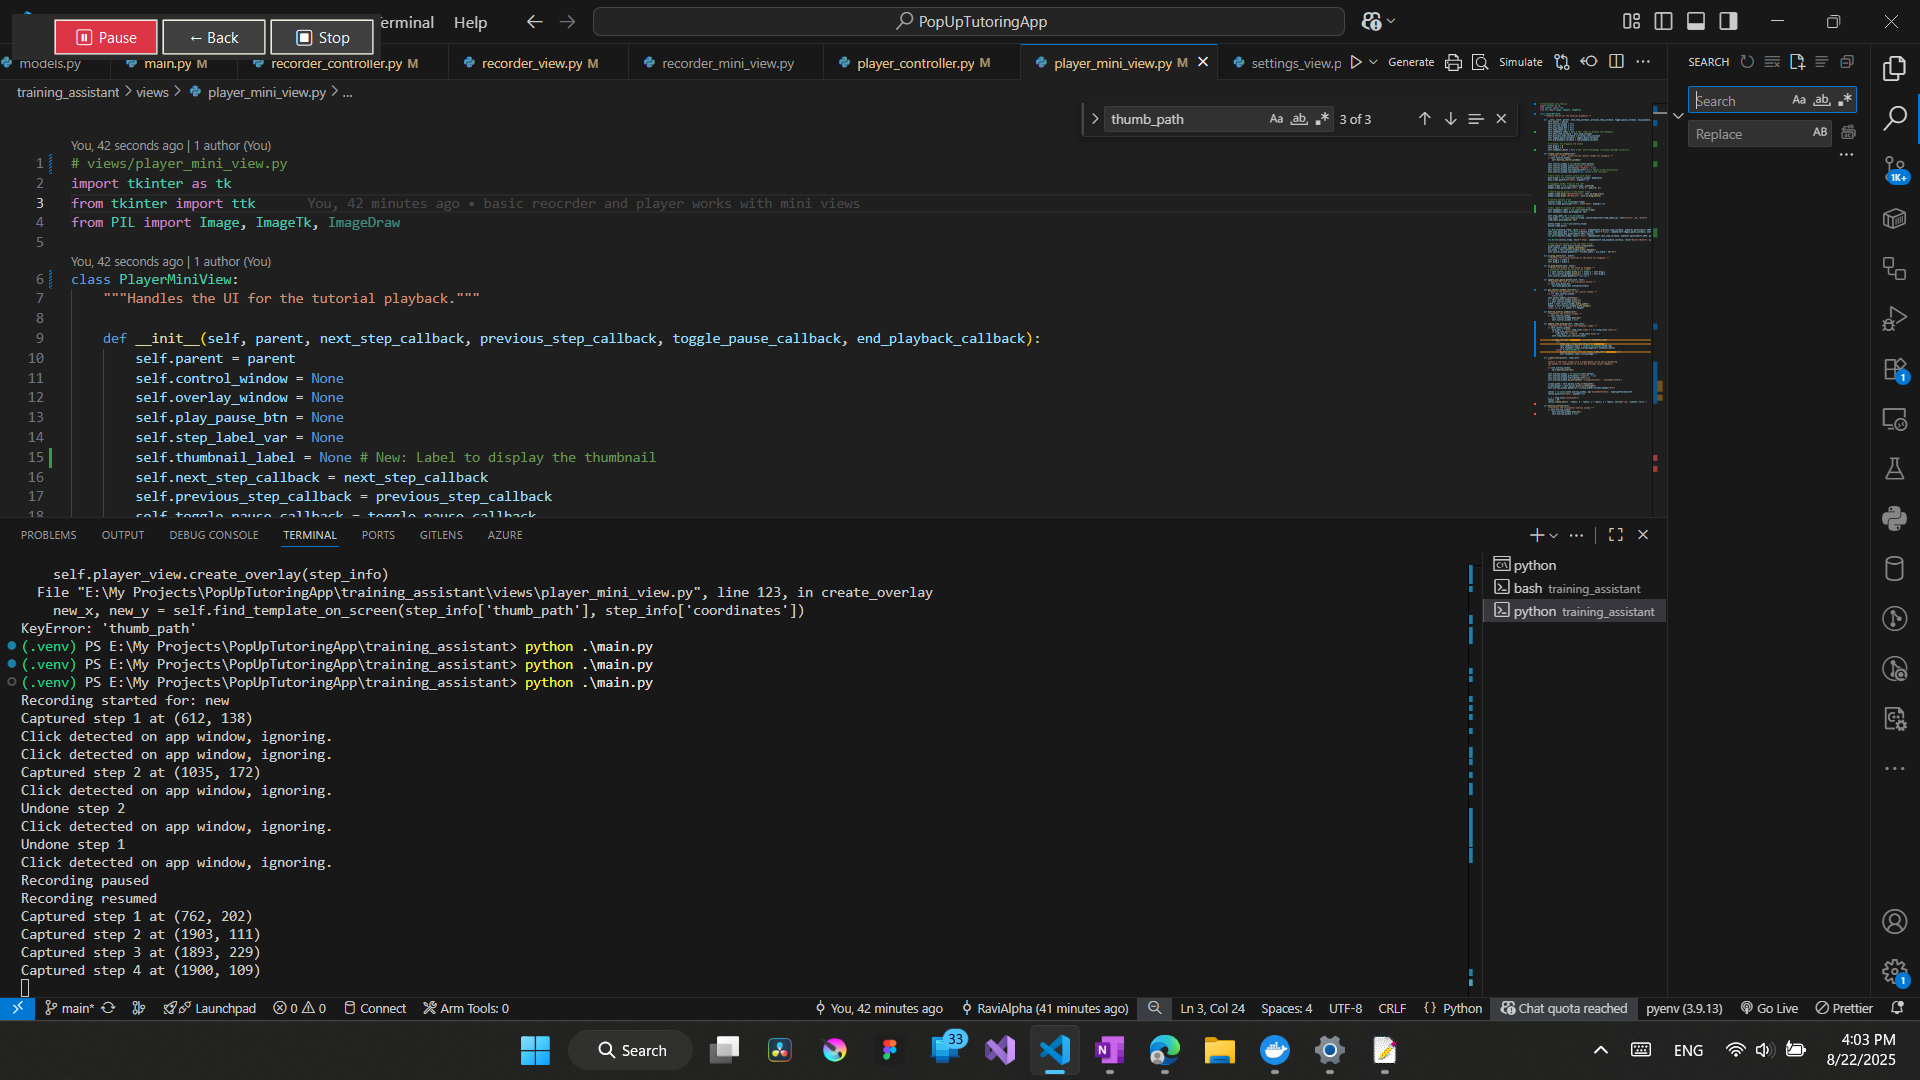 Pause
← Back
Stop
Terminal
Help
PopUpTutoringApp
models.py
main.py M
recorder_controller.py M
recorder_view.py M
recorder_mini_view.py
player_controller.py M
player_mini_view.py M
settings_view.p
Generate
Simulate
training_assistant > views > player_mini_view.py > ...
thumb_path
Aa
ab
3 of 3
SEARCH
Search
Aa
ab
Replace
AB
You, 42 seconds ago | 1 author (You)
1 # views/player_mini_view.py
2 import tkinter as tk
3 from tkinter import ttk You, 42 minutes ago • basic reocrder and player works with mini views
4 from PIL import Image, ImageTk, ImageDraw
5
You, 42 seconds ago | 1 author (You)
6 class PlayerMiniView:
7 """Handles the UI for the tutorial playback."""
8
9 def __init__(self, parent, next_step_callback, previous_step_callback, toggle_pause_callback, end_playback_callback):
10 self.parent = parent
11 self.control_window = None
12 self.overlay_window = None
13 self.play_pause_btn = None
14 self.step_label_var = None
15 self.thumbnail_label = None # New: Label to display the thumbnail
16 self.next_step_callback = next_step_callback
17 self.previous_step_callback = previous_step_callback
18 self.toggle_pause_callback = toggle_pause_callback
PROBLEMS
OUTPUT
DEBUG CONSOLE
TERMINAL
PORTS
GITLENS
AZURE
self.player_view.create_overlay(step_info)
File "E:\My Projects\PopUpTutoringApp\training_assistant\views\player_mini_view.py", line 123, in create_overlay
new_x, new_y = self.find_template_on_screen(step_info['thumb_path'], step_info['coordinates'])
KeyError: 'thumb_path'
(.venv) PS E:\My Projects\PopUpTutoringApp\training_assistant> python .\main.py
(.venv) PS E:\My Projects\PopUpTutoringApp\training_assistant> python .\main.py
(.venv) PS E:\My Projects\PopUpTutoringApp\training_assistant> python .\main.py
Recording started for: new
Captured step 1 at (612, 138)
Click detected on app window, ignoring.
Click detected on app window, ignoring.
Captured step 2 at (1035, 172)
Click detected on app window, ignoring.
Undone step 2
Click detected on app window, ignoring.
Undone step 1
Click detected on app window, ignoring.
Recording paused
Recording resumed
Captured step 1 at (762, 202)
Captured step 2 at (1903, 111)
Captured step 3 at (1893, 229)
Captured step 4 at (1900, 109)
python
bash training_assistant
python training_assistant
1K+
1
1
main*
Launchpad
0
0
Connect
Arm Tools: 0
You, 42 minutes ago
RaviAlpha (41 minutes ago)
Ln 3, Col 24
Spaces: 4
UTF-8
CRLF
{} Python
Chat quota reached
pyenv (3.9.13)
Go Live
Prettier
Search
33
ENG
4:03 PM
8/22/2025